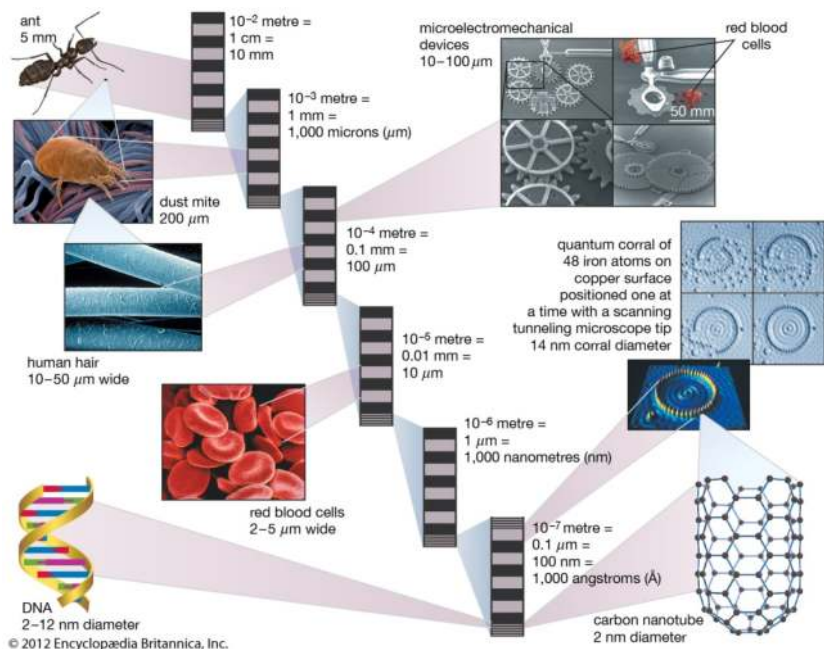 ant
5 mm
10⁻² metre =
1 cm =
10 mm
microelectromechanical
devices
10–100 µm
red blood
cells
50 mm
10⁻³ metre =
1 mm =
1,000 microns (µm)
dust mite
200 µm
10⁻⁴ metre =
0.1 mm =
100 µm
quantum corral of
48 iron atoms on
copper surface
positioned one at
a time with a scanning
tunneling microscope tip
14 nm corral diameter
human hair
10–50 µm wide
10⁻⁵ metre =
0.01 mm =
10 µm
10⁻⁶ metre =
1 µm =
1,000 nanometres (nm)
red blood cells
2–5 µm wide
10⁻⁷ metre =
0.1 µm =
100 nm =
1,000 angstroms (Å)
DNA
2–12 nm diameter
carbon nanotube
2 nm diameter
© 2012 Encyclopædia Britannica, Inc.